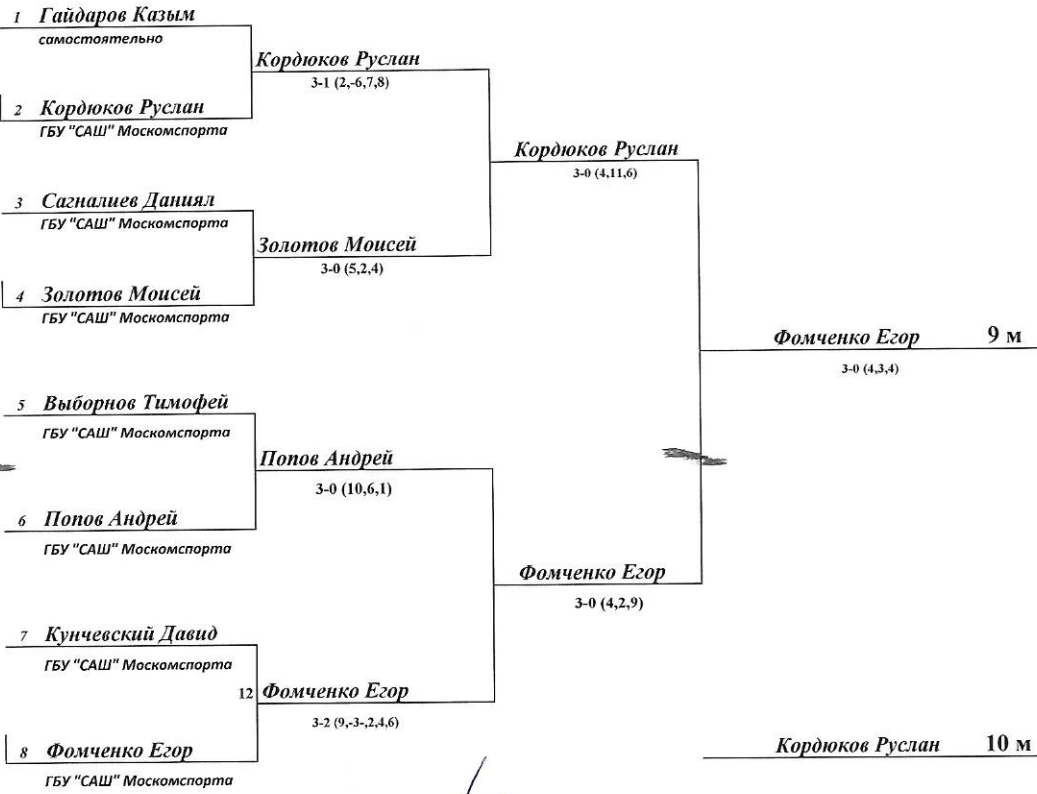 1 Гайдаров Казым
самостоятельно
Кордюков Руслан
3-1 (2,-6,7,8)
2 Кордюков Руслан
ГБУ "САШ" Москомспорта
Кордюков Руслан
3-0 (4,11,6)
3 Сагналиев Даниял
ГБУ "САШ" Москомспорта
Золотов Моисей
3-0 (5,2,4)
4 Золотов Моисей
ГБУ "САШ" Москомспорта
Фомченко Егор 9 м
3-0 (4,3,4)
5 Выборнов Тимофей
ГБУ "САШ" Москомспорта
Попов Андрей
3-0 (10,6,1)
6 Попов Андрей
ГБУ "САШ" Москомспорта
Фомченко Егор
3-0 (4,2,9)
7 Кунчевский Давид
ГБУ "САШ" Москомспорта
12 Фомченко Егор
3-2 (9,-3-,2,4,6)
8 Фомченко Егор
ГБУ "САШ" Москомспорта
Кордюков Руслан 10 м